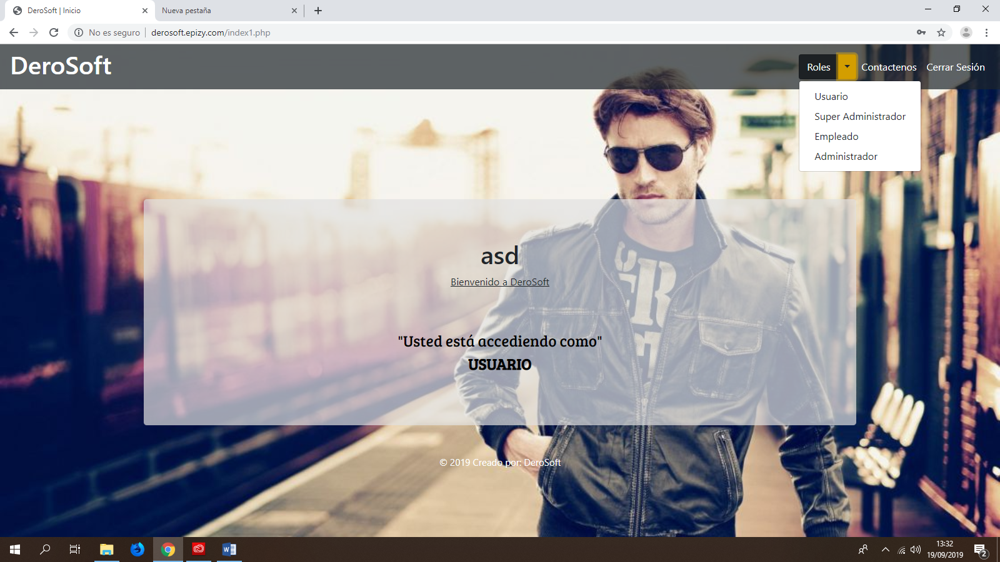 DeroSoft | Inicio
Nueva pestaña
No es seguro
derosoft.epizy.com/index1.php
DeroSoft
Roles
Contactenos
Cerrar Sesión
Usuario
Super Administrador
Empleado
Administrador
asd
Bienvenido a DeroSoft
"Usted está accediendo como"
USUARIO
© 2019 Creado por: DeroSoft
13:32
19/09/2019
2